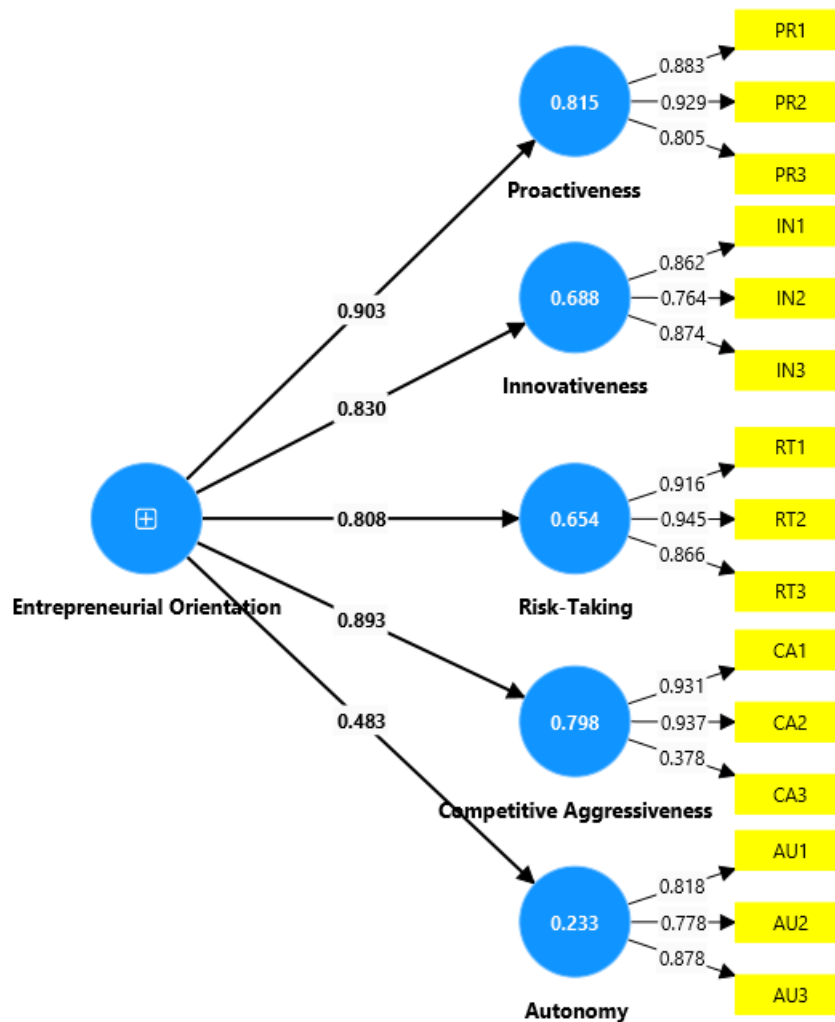 PR1
0.883
0.815
0.929
PR2
0.805
Proactiveness
PR3
IN1
0.862
0.903
0.688
0.764
IN2
0.874
Innovativeness
IN3
0.830
RT1
0.916
0.808
0.654
0.945
RT2
0.866
Entrepreneurial Orientation
Risk-Taking
RT3
0.893
CA1
0.931
0.483
0.798
0.937
CA2
0.378
Competitive Aggressiveness
CA3
AU1
0.818
0.233
0.778
AU2
0.878
Autonomy
AU3